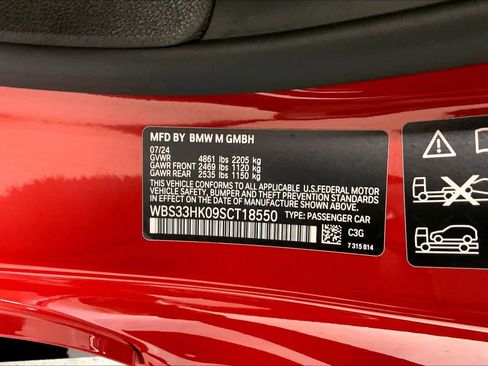 MFD BY BMW M GMBH
07/24
GVWR 4861 lbs 2205 kg
GAWR FRONT 2469 lbs 1120 kg
GAWR REAR 2535 lbs 1150 kg
THIS VEHICLE CONFORMS TO ALL APPLICABLE U.S.FEDERAL MOTOR
VEHICLE SAFETY, BUMPER AND THEFT PREVENTION STANDARDS
IN EFFECT ON THE DATE OF MANUFACTURE SHOWN ABOVE.
WBS33HK09SCT18550 TYPE: PASSENGER CAR
C3G
7 315 814